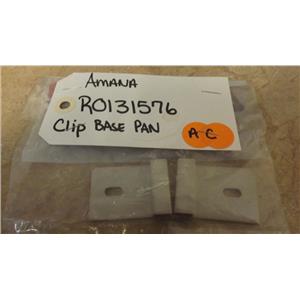 AMANA
R0131576
Clip BASE PAN
A-C